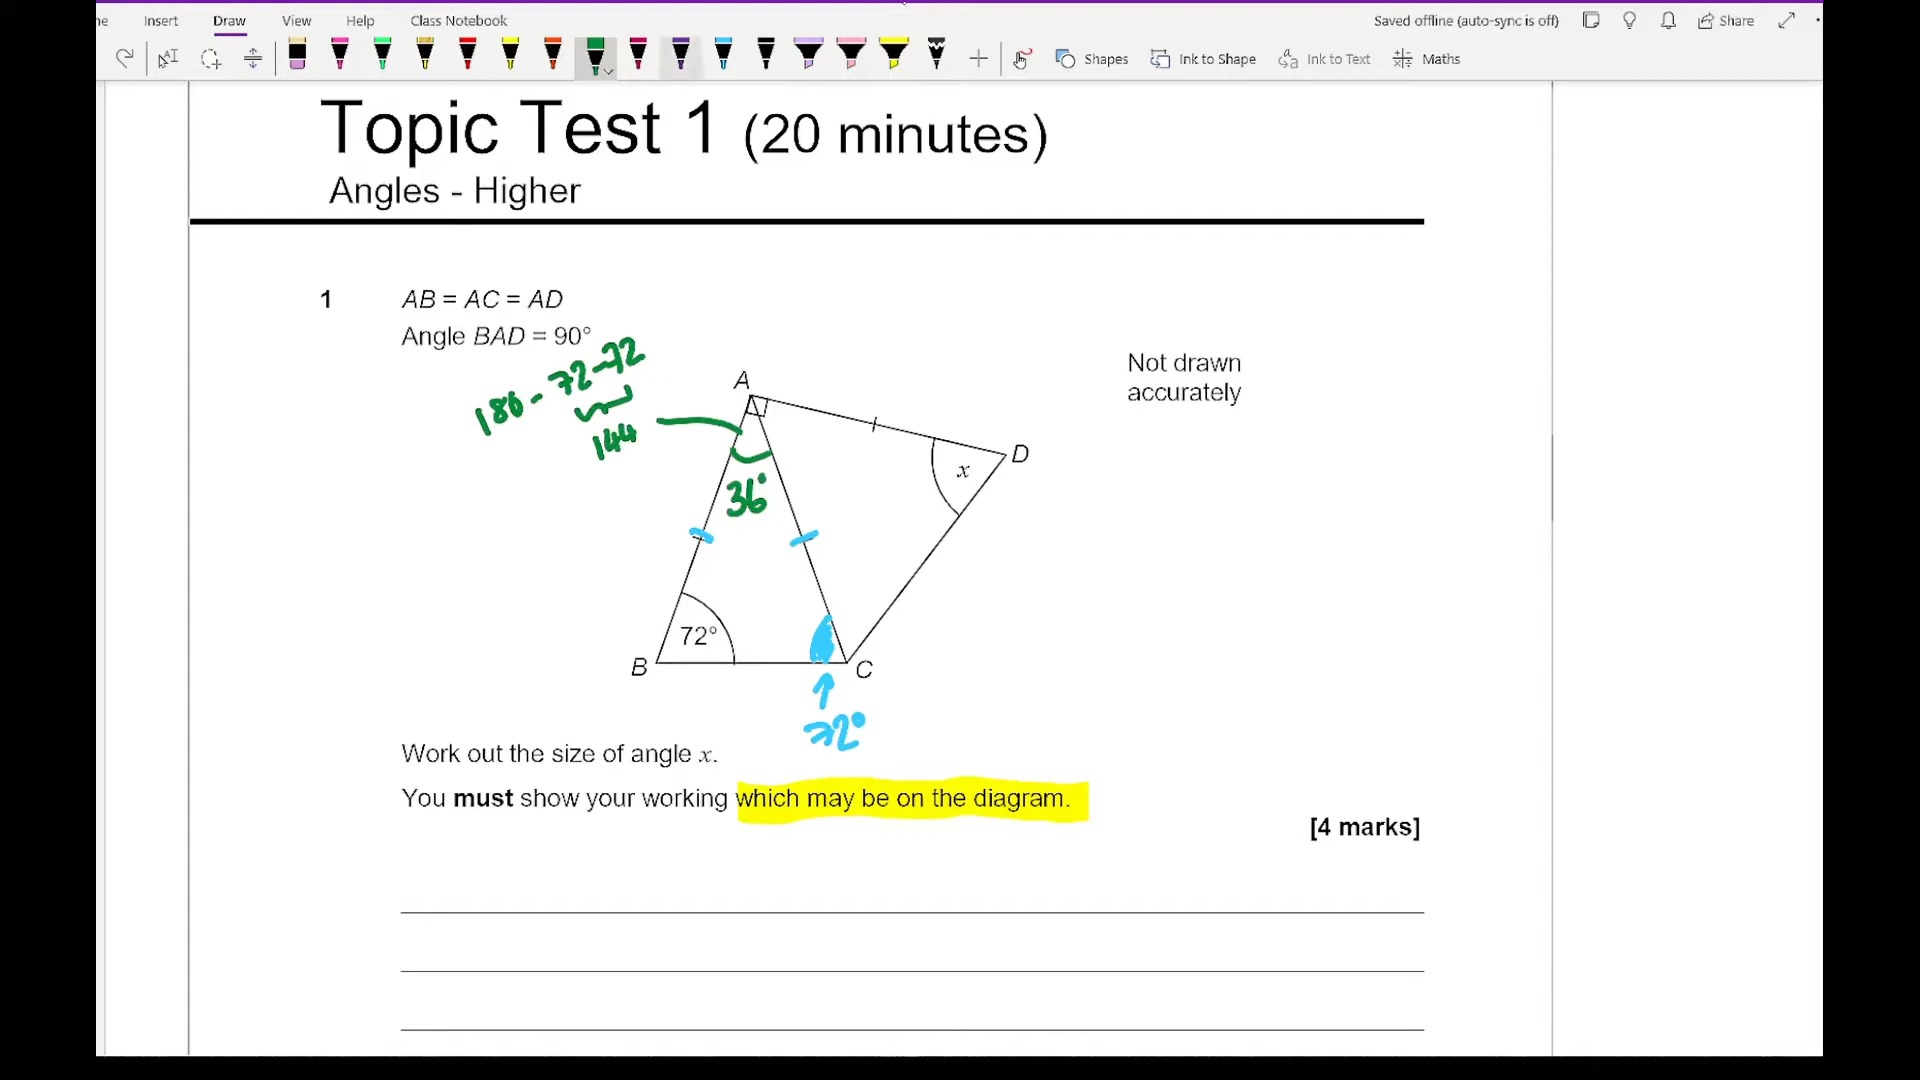 Insert Draw View Help Class Notebook Saved offline (auto-sync is off) Share
Shapes Ink to Shape Ink to Text Maths
Topic Test 1 (20 minutes)
Angles - Higher
1 AB = AC = AD
Angle BAD = 90°
Not drawn
accurately
180 - 72 - 72
144
A
D
x
36°
72°
B
C
72°
Work out the size of angle x.
You must show your working which may be on the diagram.
[4 marks]